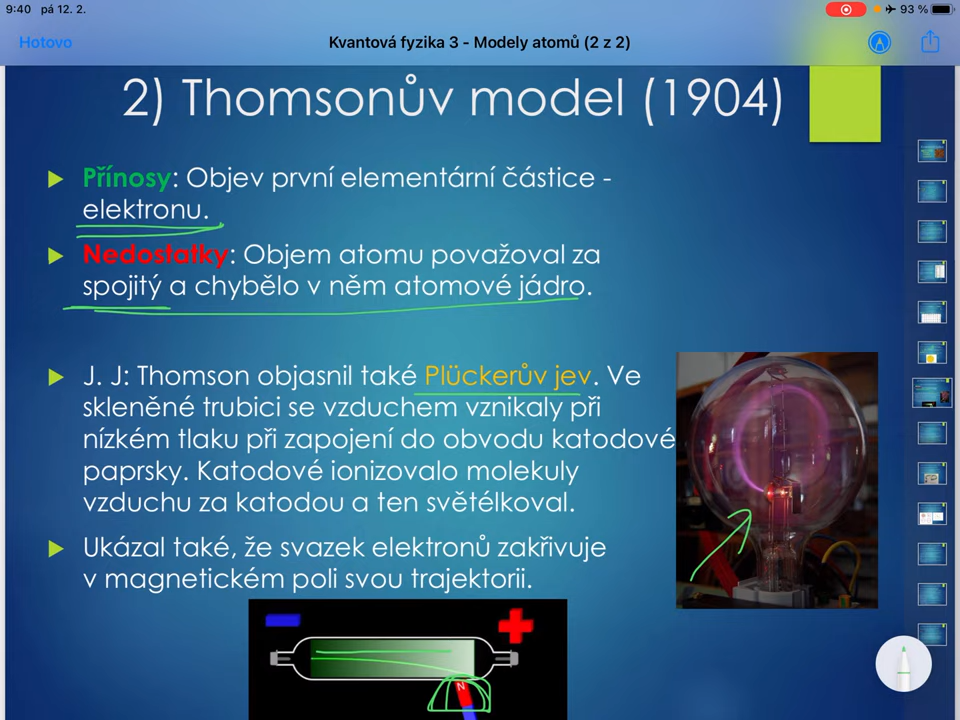 9:40 pá 12. 2.
93 %
Hotovo
Kvantová fyzika 3 - Modely atomů (2 z 2)
2) Thomsonův model (1904)
Přínosy: Objev první elementární částice -
elektronu.
Nedostatky: Objem atomu považoval za
spojitý a chybělo v něm atomové jádro.
J. J: Thomson objasnil také Plückerův jev. Ve
skleněné trubici se vzduchem vznikaly při
nízkém tlaku při zapojení do obvodu katodové
paprsky. Katodové ionizovalo molekuly
vzduchu za katodou a ten světélkoval.
Ukázal také, že svazek elektronů zakřivuje
v magnetickém poli svou trajektorii.
N